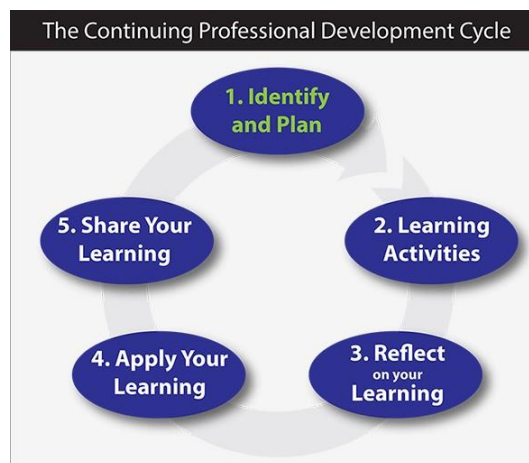 The Continuing Professional Development Cycle
1. Identify
and Plan
2. Learning
Activities
3. Reflect
on your
Learning
4. Apply Your
Learning
5. Share Your
Learning